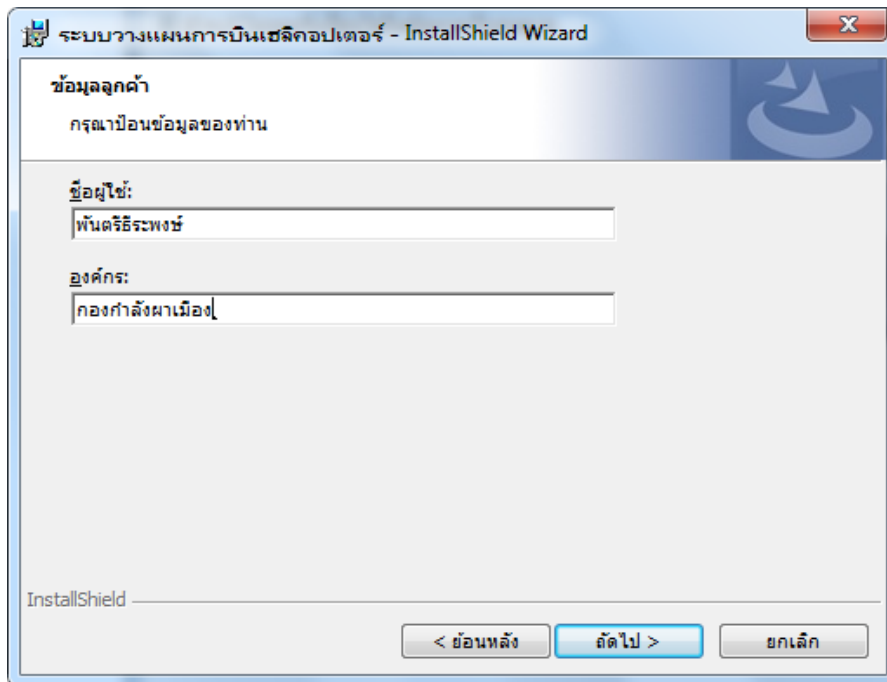 ระบบวางแผนการบินเฮลิคอปเตอร์ - InstallShield Wizard
ข้อมูลลูกค้า
กรุณาป้อนข้อมูลของท่าน
ชื่อผู้ใช้:
พันตรีธีระพงษ์
องค์กร:
กองกำลังผาเมือง
InstallShield
< ย้อนหลัง
ถัดไป >
ยกเลิก